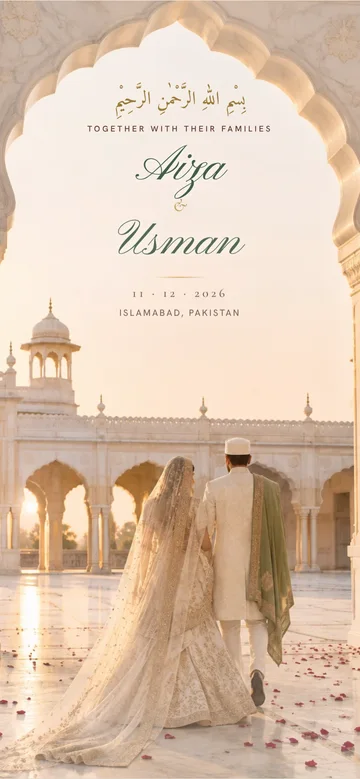 بِسْمِ اللهِ الرَّحْمٰنِ الرَّحِيْمِ
TOGETHER WITH THEIR FAMILIES
Aiza
&
Usman
11 · 12 · 2026
ISLAMABAD, PAKISTAN